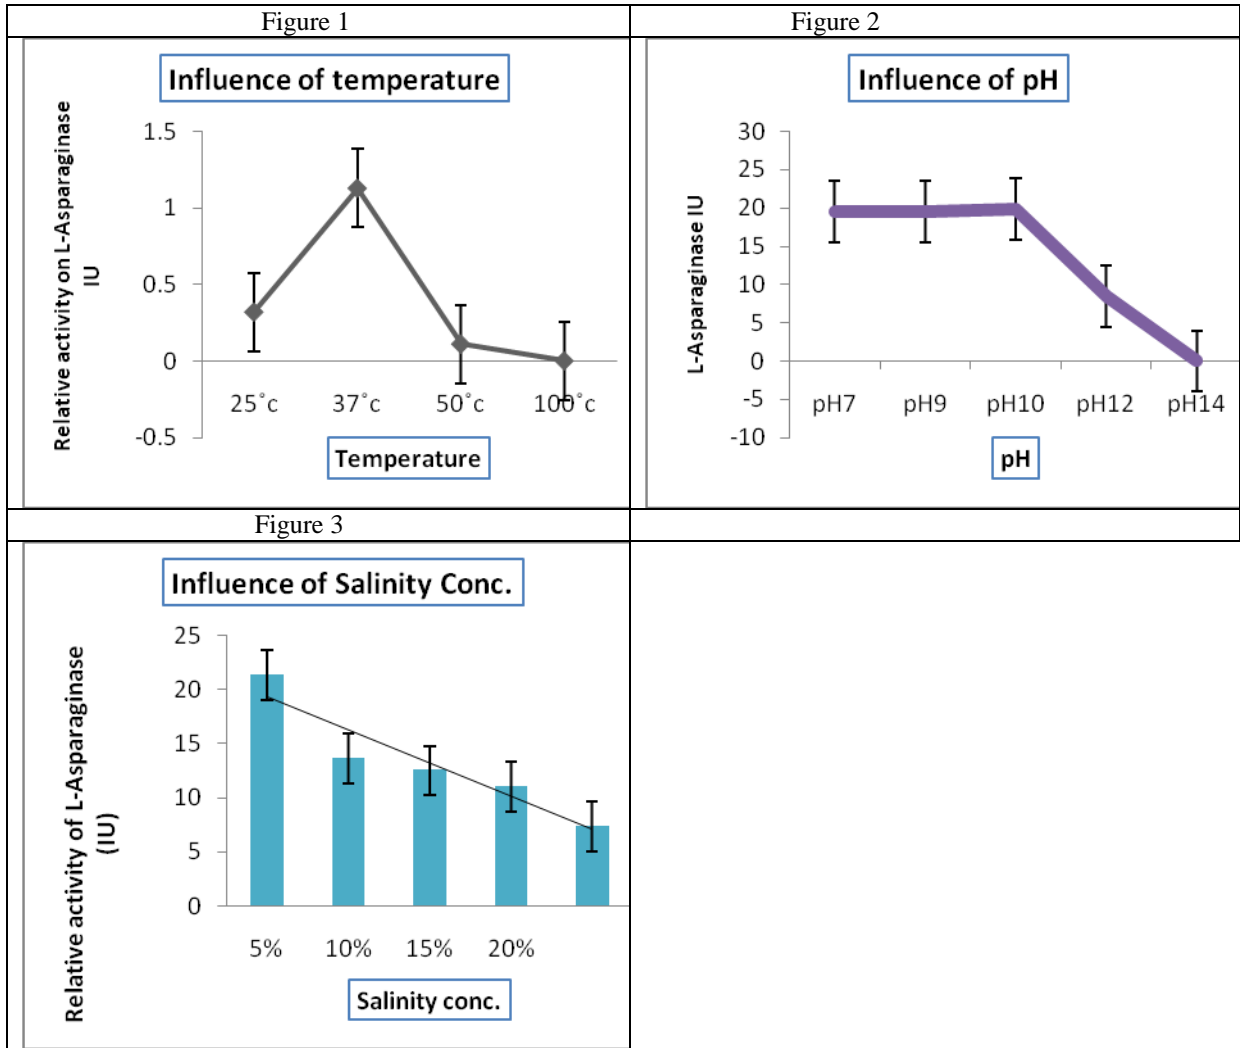 Figure 1
Figure 2
Influence of temperature
Relative activity on L-Asparaginase
IU
1.5
1
0.5
0
-0.5
25˚c 37˚c 50˚c 100˚c
Temperature
Influence of pH
L-Asparaginase IU
30
25
20
15
10
5
0
-5
-10
pH7 pH9 pH10 pH12 pH14
pH
Figure 3
Influence of Salinity Conc.
Relative activity of L-Asparaginase
(IU)
25
20
15
10
5
0
5% 10% 15% 20%
Salinity conc.